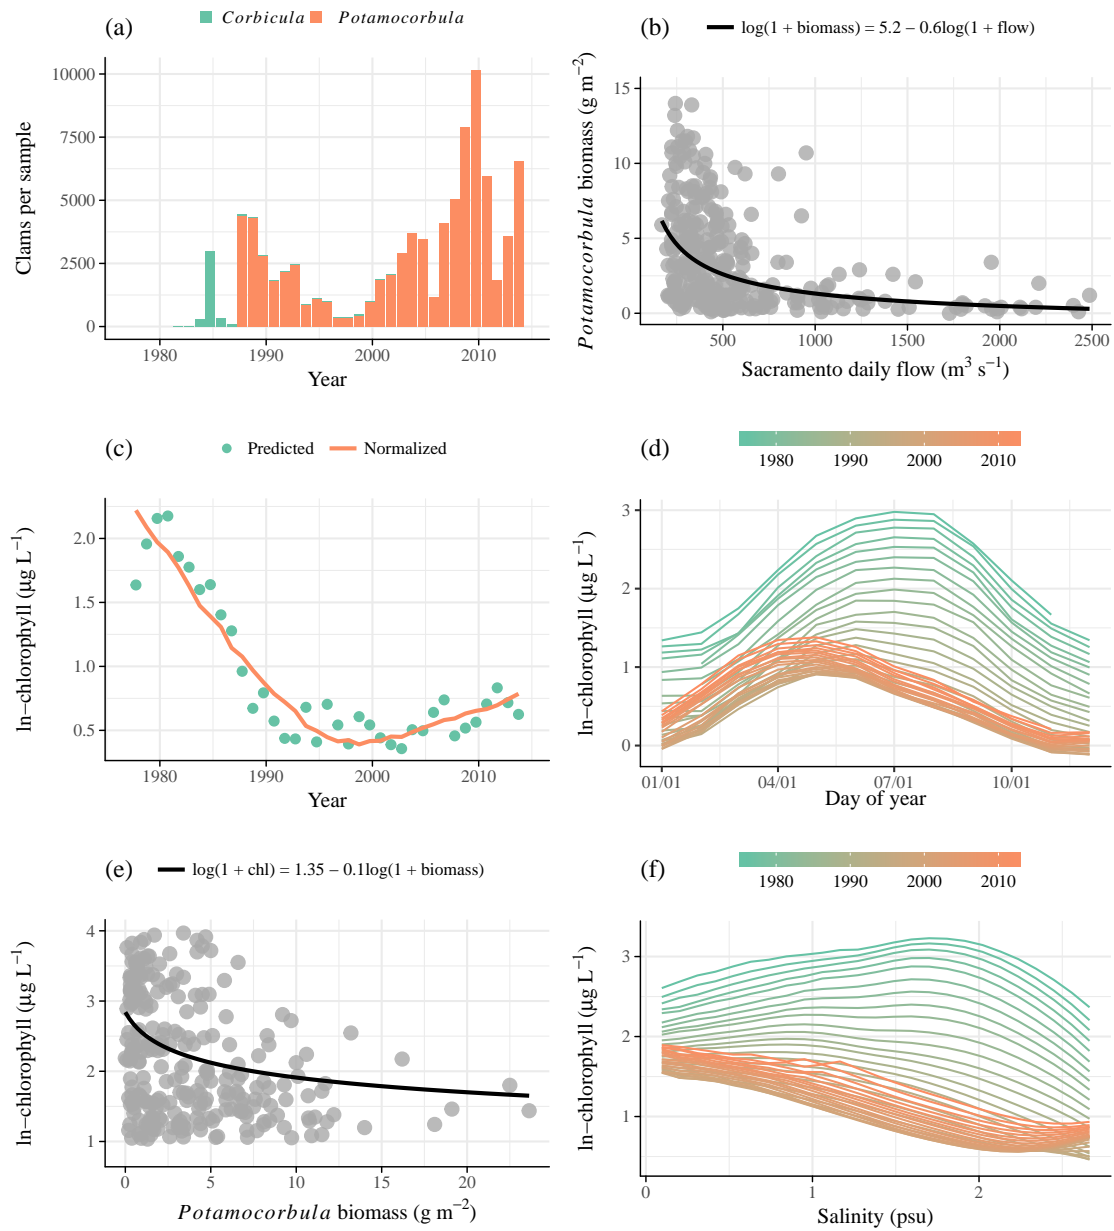 (a)
Corbicula Potamocorbula
Clams per sample
10000
7500
5000
2500
0
1980 1990 2000 2010
Year
(b)
log(1 + biomass) = 5.2 − 0.6log(1 + flow)
Potamocorbula biomass (g m−2)
15
10
5
0
500 1000 1500 2000 2500
Sacramento daily flow (m3 s−1)
(c)
Predicted Normalized
ln−chlorophyll (μg L−1)
2.0
1.5
1.0
0.5
1980 1990 2000 2010
Year
(d)
1980 1990 2000 2010
ln−chlorophyll (μg L−1)
3
2
1
0
01/01 04/01 07/01 10/01
Day of year
(e)
log(1 + chl) = 1.35 − 0.1log(1 + biomass)
ln−chlorophyll (μg L−1)
4
3
2
1
0 5 10 15 20
Potamocorbula biomass (g m−2)
(f)
1980 1990 2000 2010
ln−chlorophyll (μg L−1)
3
2
1
0 1 2
Salinity (psu)